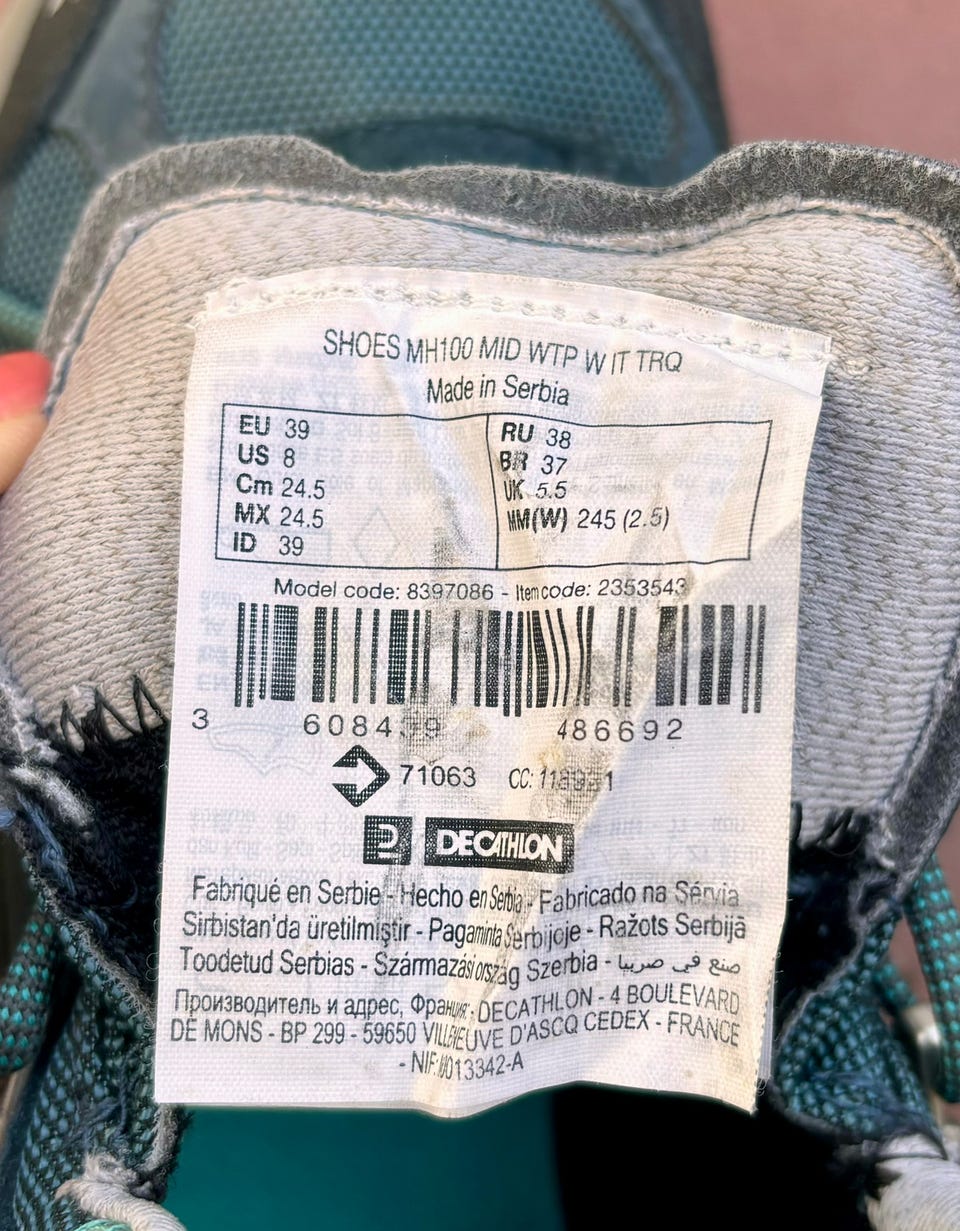 SHOES MH100 MID WTP W IT TRQ
Made in Serbia
EU 39
US 8
Cm 24.5
MX 24.5
ID 39
RU 38
BR 37
UK 5.5
MM(W) 245 (2.5)
Model code: 8397086 - Item code: 2353543
3 608439 486692
71063 CC:
DECATHLON
Fabriqué en Serbie - Hecho en Serbia - Fabricado na Sérvia
Sirbistan'da üretilmiştir - Pagaminta Serbijoje - Ražots Serbijā
Toodetud Serbias - Származási ország Szerbia - صنع في صربيا
Производитель и адрес, Франция: DECATHLON - 4 BOULEVARD
DE MONS - BP 299 - 59650 VILLENEUVE D'ASCQ CEDEX - FRANCE